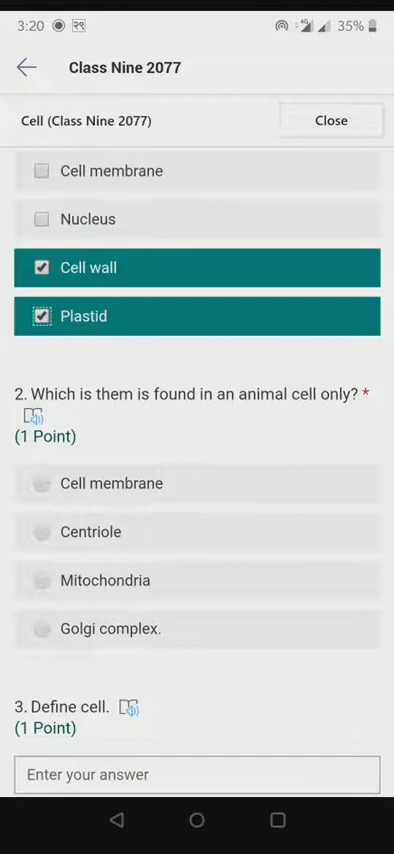 3:20 २९ 4G 35%
Class Nine 2077
Cell (Class Nine 2077) Close
Cell membrane
Nucleus
Cell wall
Plastid
2. Which is them is found in an animal cell only? *
(1 Point)
Cell membrane
Centriole
Mitochondria
Golgi complex.
3. Define cell.
(1 Point)
Enter your answer